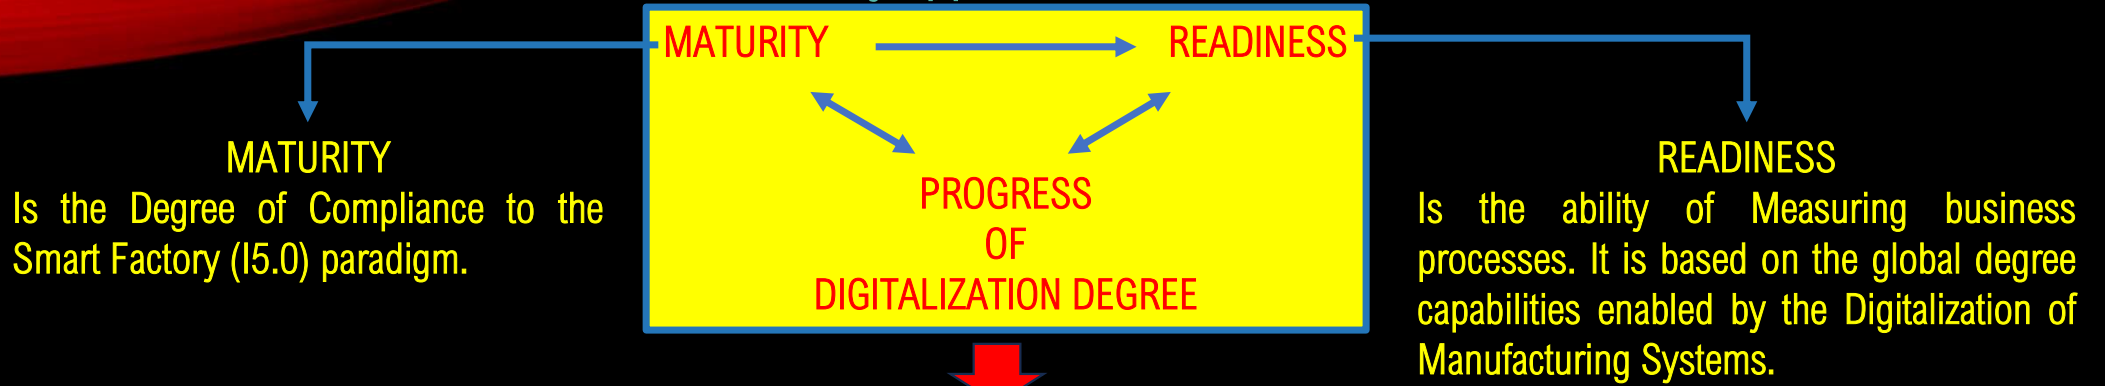 MATURITY
READINESS
MATURITY
Is the Degree of Compliance to the
Smart Factory (I5.0) paradigm.
PROGRESS
OF
DIGITALIZATION DEGREE
READINESS
Is the ability of Measuring business
processes. It is based on the global degree
capabilities enabled by the Digitalization of
Manufacturing Systems.